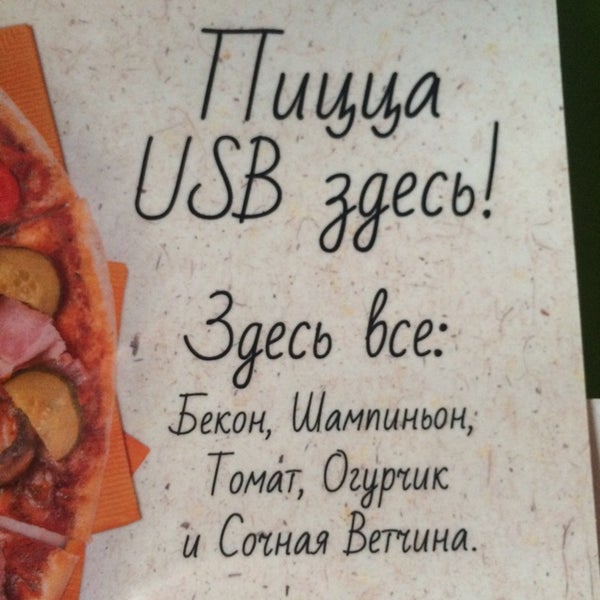 Пицца
USB здесь!
Здесь все:
Бекон, Шампиньон,
Томат, Огурчик
и Сочная Ветчина.